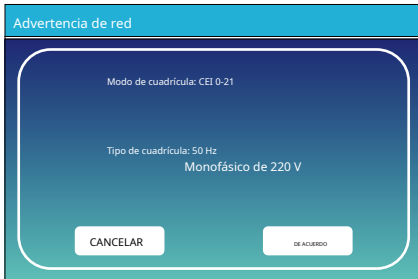 Advertencia de red
Modo de cuadrícula: CEI 0-21
Tipo de cuadrícula: 50 Hz
Monofásico de 220 V
CANCELAR
DE ACUERDO